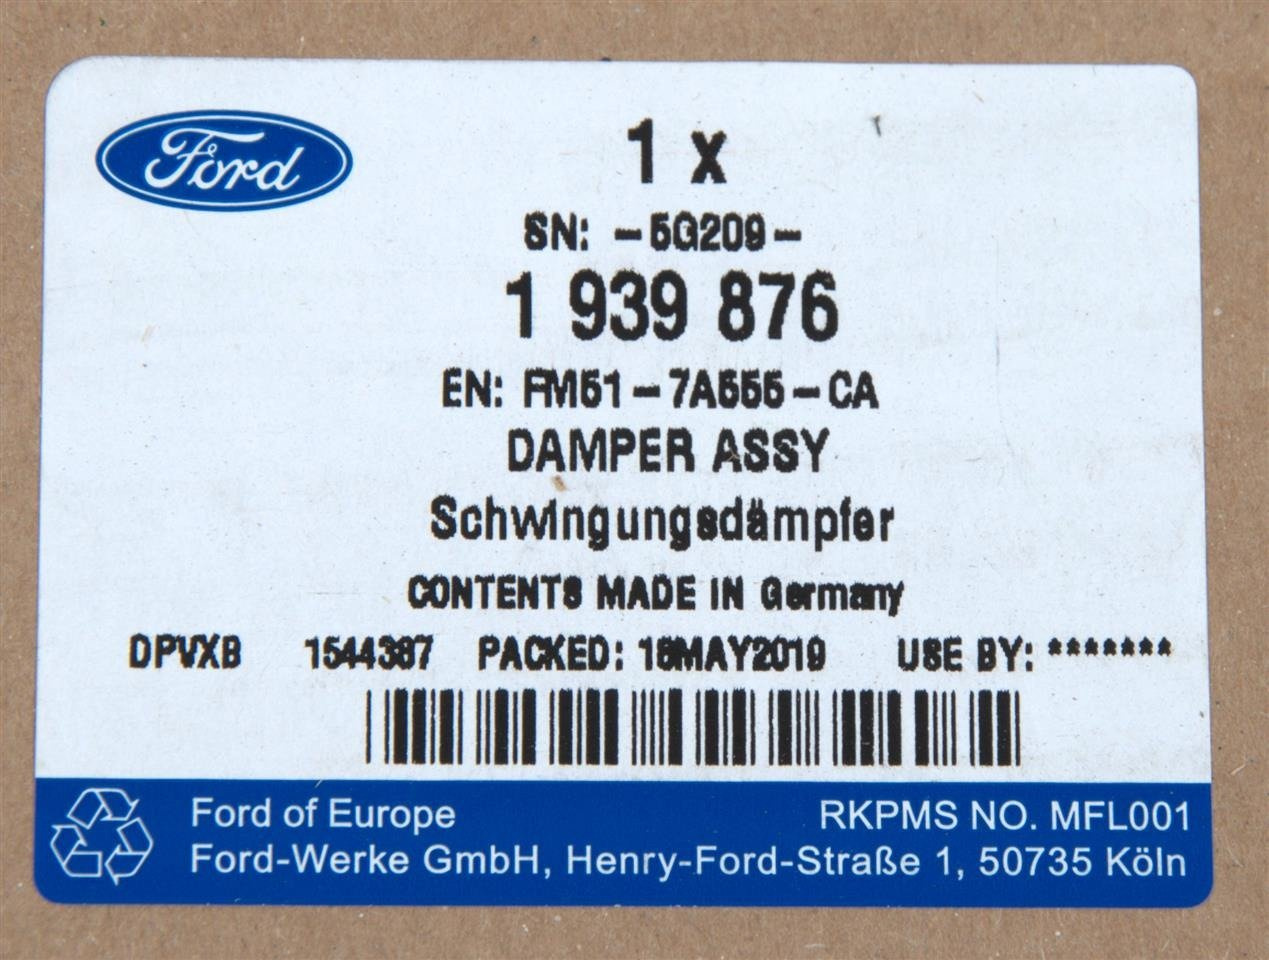 Ford
1 x
SN: -5G209-
1 939 876
EN: FM51-7A555-CA
DAMPER ASSY
Schwingungsdämpfer
CONTENTS MADE IN Germany
DPVXB 1544387 PACKED: MAY2019 USE BY: *******
Ford of Europe RKPMS NO. MFL001
Ford-Werke GmbH, Henry-Ford-Straße 1, 50735 Köln